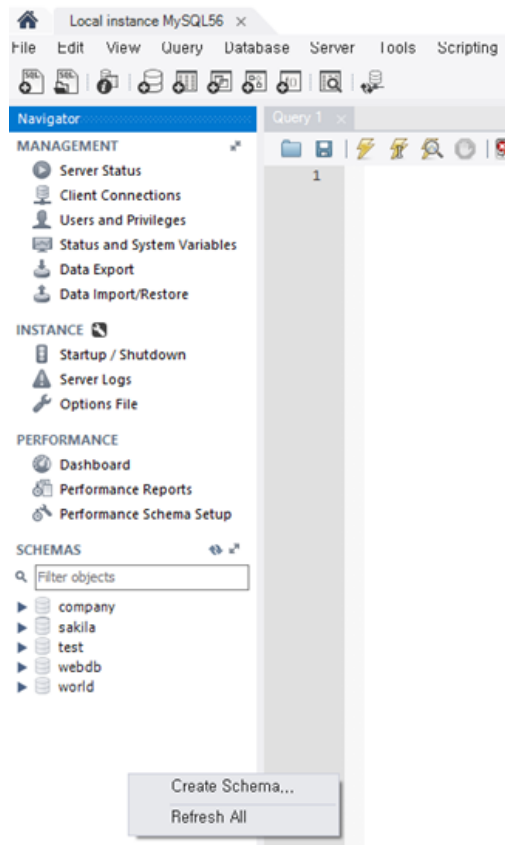 Local instance MySQL56 ×
File Edit View Query Database Server Tools Scripting
Navigator
Query 1 ×
MANAGEMENT
1
Server Status
Client Connections
Users and Privileges
Status and System Variables
Data Export
Data Import/Restore
INSTANCE
Startup / Shutdown
Server Logs
Options File
PERFORMANCE
Dashboard
Performance Reports
Performance Schema Setup
SCHEMAS
Filter objects
company
sakila
test
webdb
world
Create Schema...
Refresh All